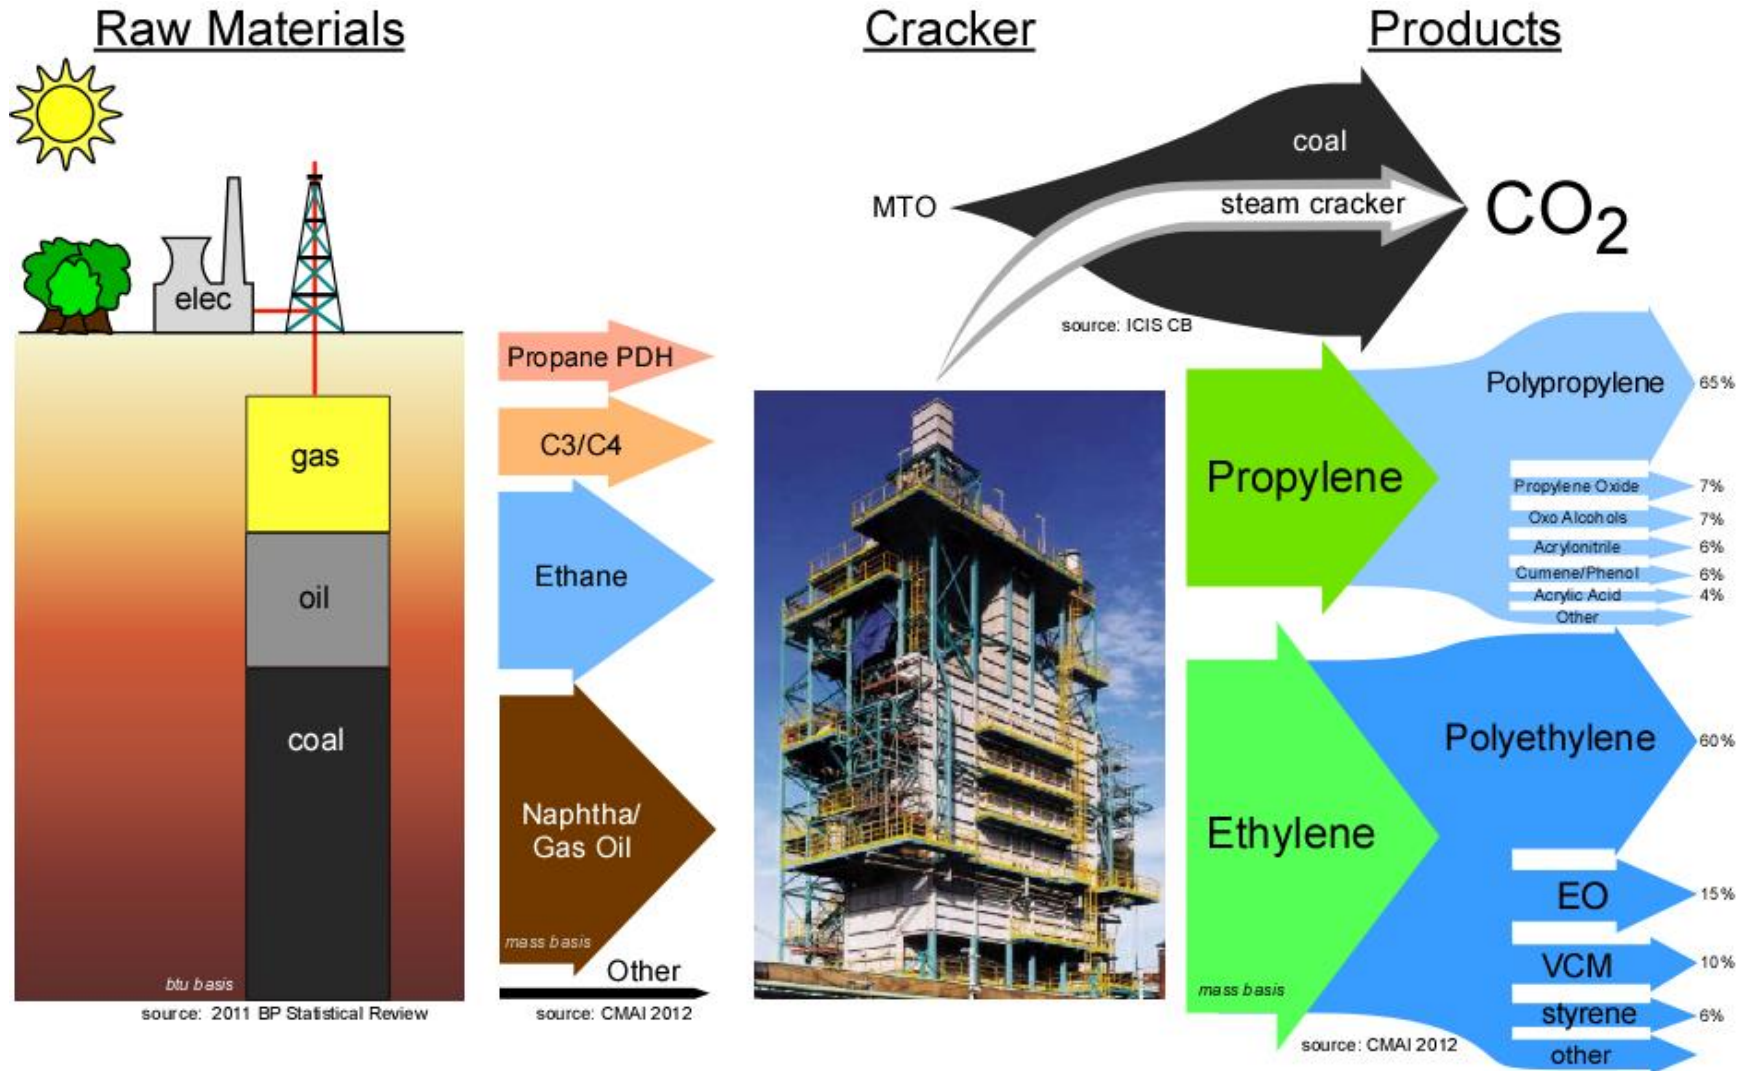 Raw Materials
Cracker
Products
coal
MTO
steam cracker
CO2
source: ICIS CB
elec
gas
oil
coal
btu basis
source: 2011 BP Statistical Review
Propane PDH
C3/C4
Ethane
Naphtha/
Gas Oil
mass basis
Other
source: CMAI 2012
Propylene
Polypropylene
65%
Propylene Oxide
7%
Oxo Alcohols
7%
Acrylonitrile
6%
Cumene/Phenol
6%
Acrylic Acid
4%
Other
Ethylene
mass basis
Polyethylene
60%
EO
15%
VCM
10%
styrene
6%
other
source: CMAI 2012